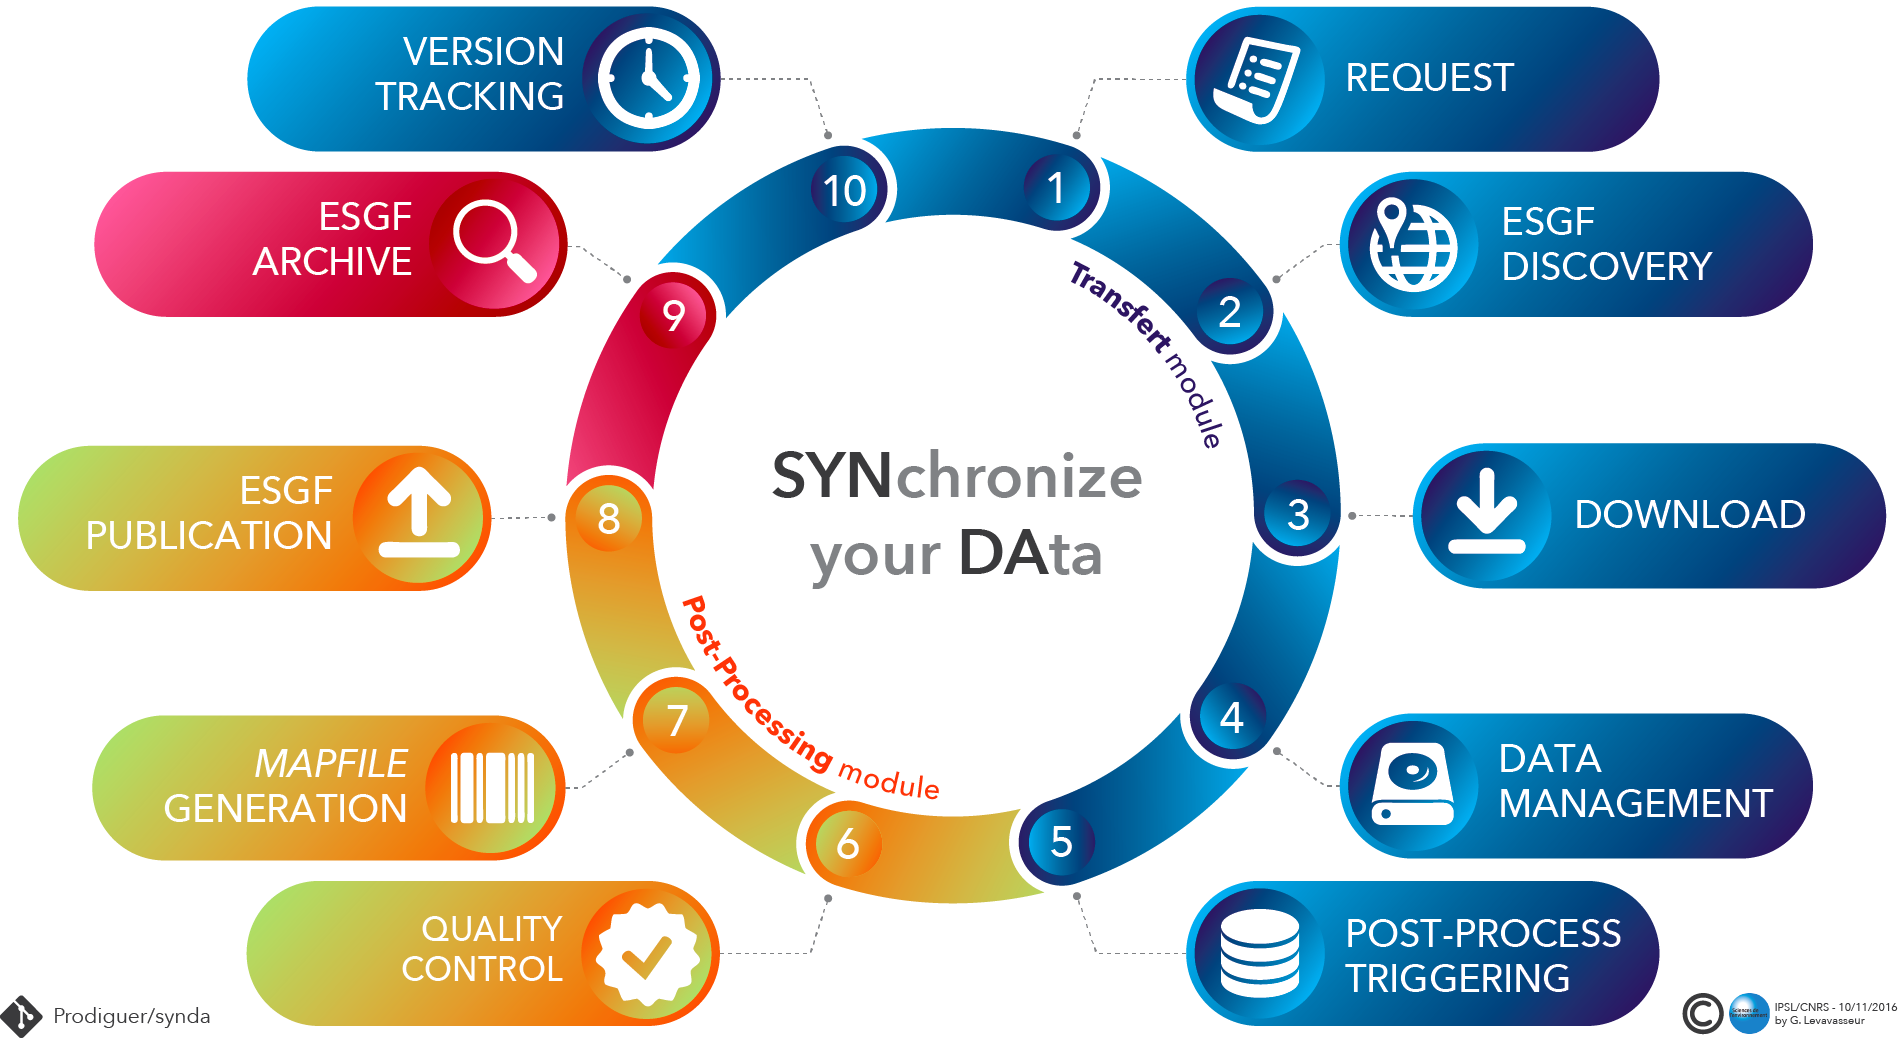 VERSION
TRACKING
REQUEST
ESGF
ARCHIVE
ESGF
DISCOVERY
10
1
9
2
Transfert module
SYNchronize
your DAta
ESGF
PUBLICATION
8
3
DOWNLOAD
Post-Processing module
MAPFILE
GENERATION
7
4
DATA
MANAGEMENT
6
5
QUALITY
CONTROL
POST-PROCESS
TRIGGERING
Prodiguer/synda
©
IPSL/CNRS - 10/11/2016
by G. Levavasseur